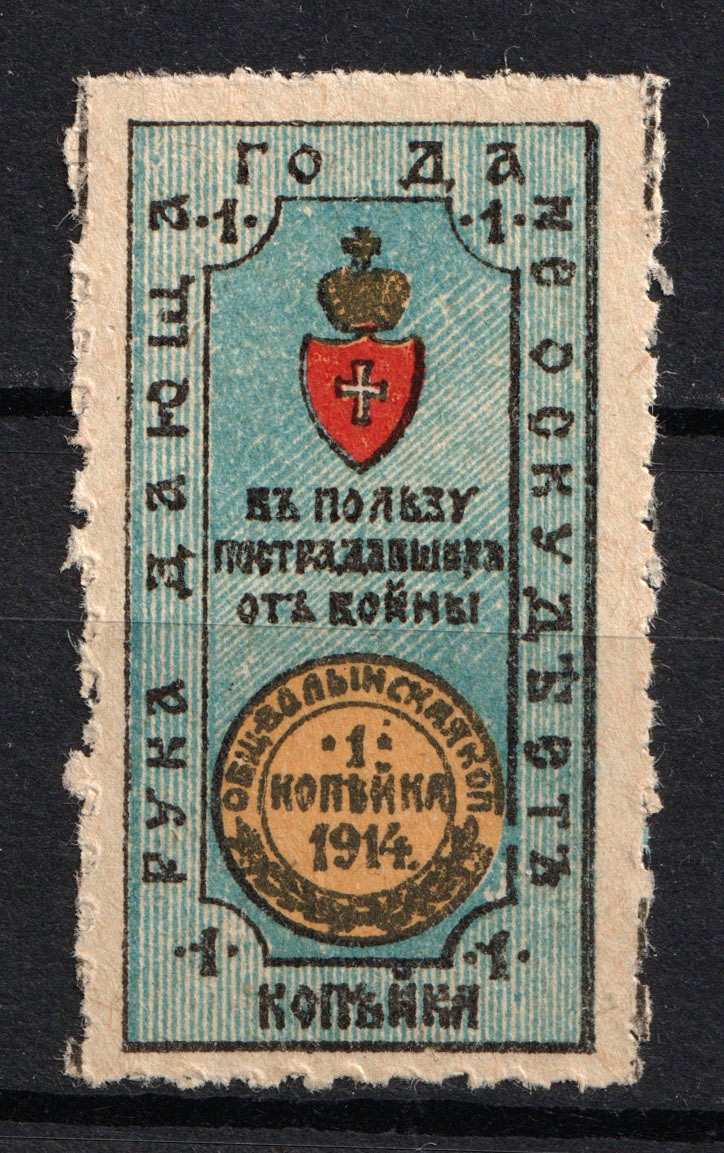 РУКА ДАЮЩАГО ДА НЕ ОСКУДѢЕТЪ
·1· ·1·
ВЪ ПОЛЬЗУ
ПОСТРАДАВШИХЪ
ОТЪ ВОЙНЫ
ОБЩ-ВОЛЫНСКАЯ КОП
·1·
КОПѢЙКА
1914.
·1· ·1·
КОПѢЙКА